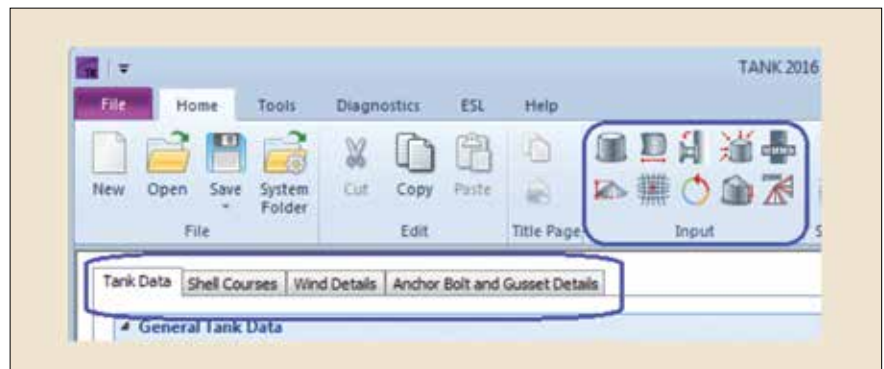 TK
TANK 2016
File Home Tools Diagnostics ESL Help
New Open Save System Folder Cut Copy Paste
File Edit Title Page Input
Tank Data Shell Courses Wind Details Anchor Bolt and Gusset Details
General Tank Data